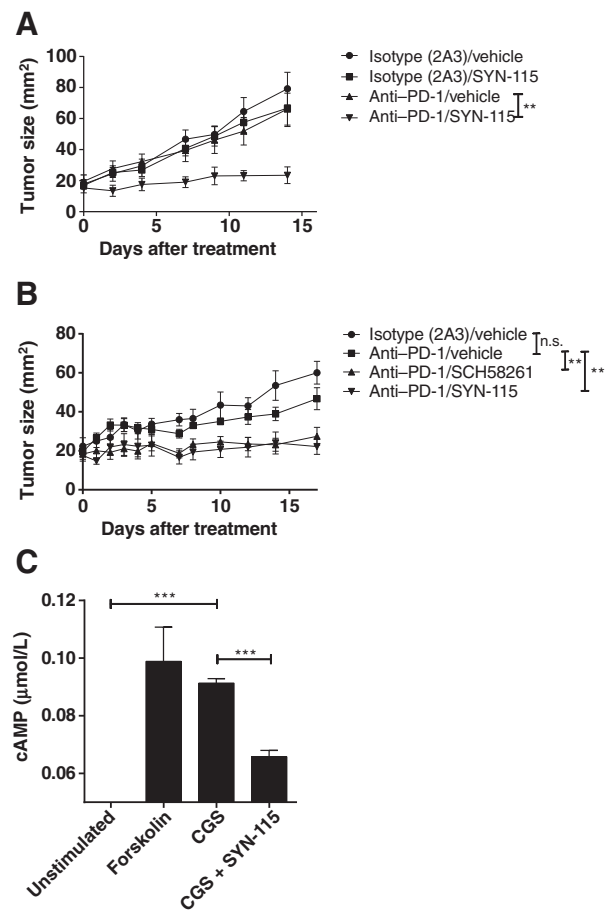 A
Tumor size (mm²)
100
80
60
40
20
0
0 5 10 15
Days after treatment
Isotype (2A3)/vehicle
Isotype (2A3)/SYN-115
Anti–PD-1/vehicle
Anti–PD-1/SYN-115
**
B
Tumor size (mm²)
80
60
40
20
0
0 5 10 15
Days after treatment
Isotype (2A3)/vehicle
Anti–PD-1/vehicle
Anti–PD-1/SCH58261
Anti–PD-1/SYN-115
n.s.
**
**
C
cAMP (μmol/L)
0.12
0.10
0.08
0.06
***
***
Unstimulated
Forskolin
CGS
CGS + SYN-115